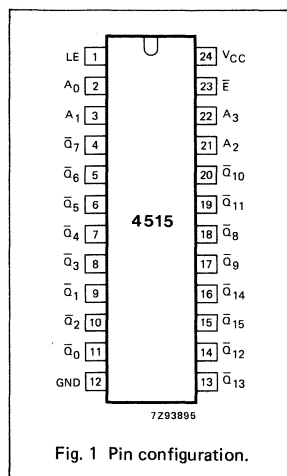 LE 1 24 VCC
A0 2 23 E̅
A1 3 22 A3
Q̅7 4 21 A2
Q̅6 5 20 Q̅10
Q̅5 6 19 Q̅11
4515
Q̅4 7 18 Q̅8
Q̅3 8 17 Q̅9
Q̅1 9 16 Q̅14
Q̅2 10 15 Q̅15
Q̅0 11 14 Q̅12
GND 12 13 Q̅13
7Z93895
Fig. 1 Pin configuration.